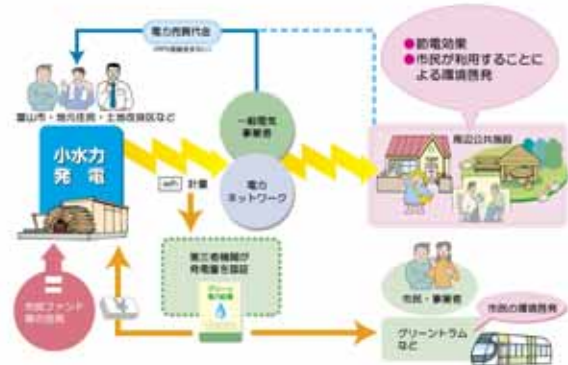 電力売買代金
●節電効果
●市民が利用することに
よる環境啓発
富山市・地元住民・土地改良区など
一般電気
事業者
周辺公共施設
小水力
発電
計量
電力
ネットワーク
第三者機関が
発電量を認証
グリーン
市民ファンド
市民・事業者
市民の環境啓発
グリーントラム
など